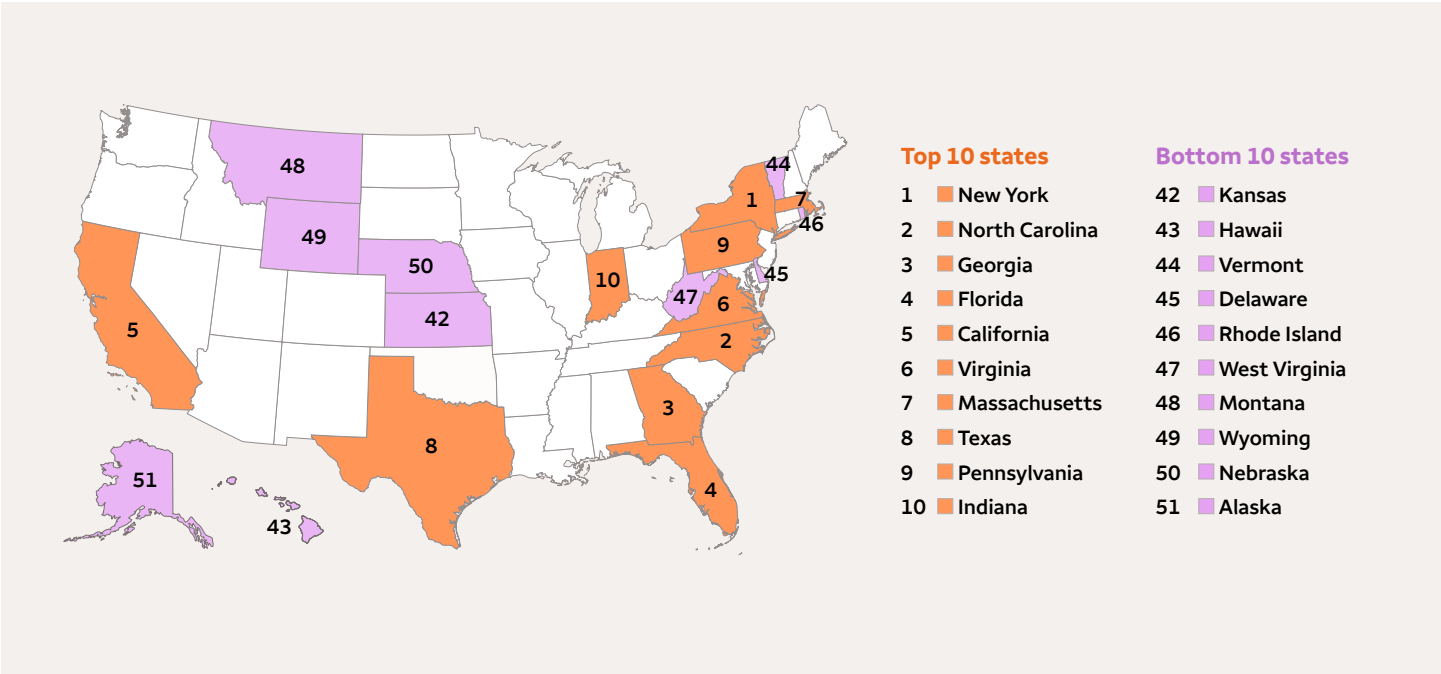 48
44
1
7
46
49
9
50
45
10
47
6
42
5
2
3
8
4
51
43
Top 10 states
1 New York
2 North Carolina
3 Georgia
4 Florida
5 California
6 Virginia
7 Massachusetts
8 Texas
9 Pennsylvania
10 Indiana
Bottom 10 states
42 Kansas
43 Hawaii
44 Vermont
45 Delaware
46 Rhode Island
47 West Virginia
48 Montana
49 Wyoming
50 Nebraska
51 Alaska